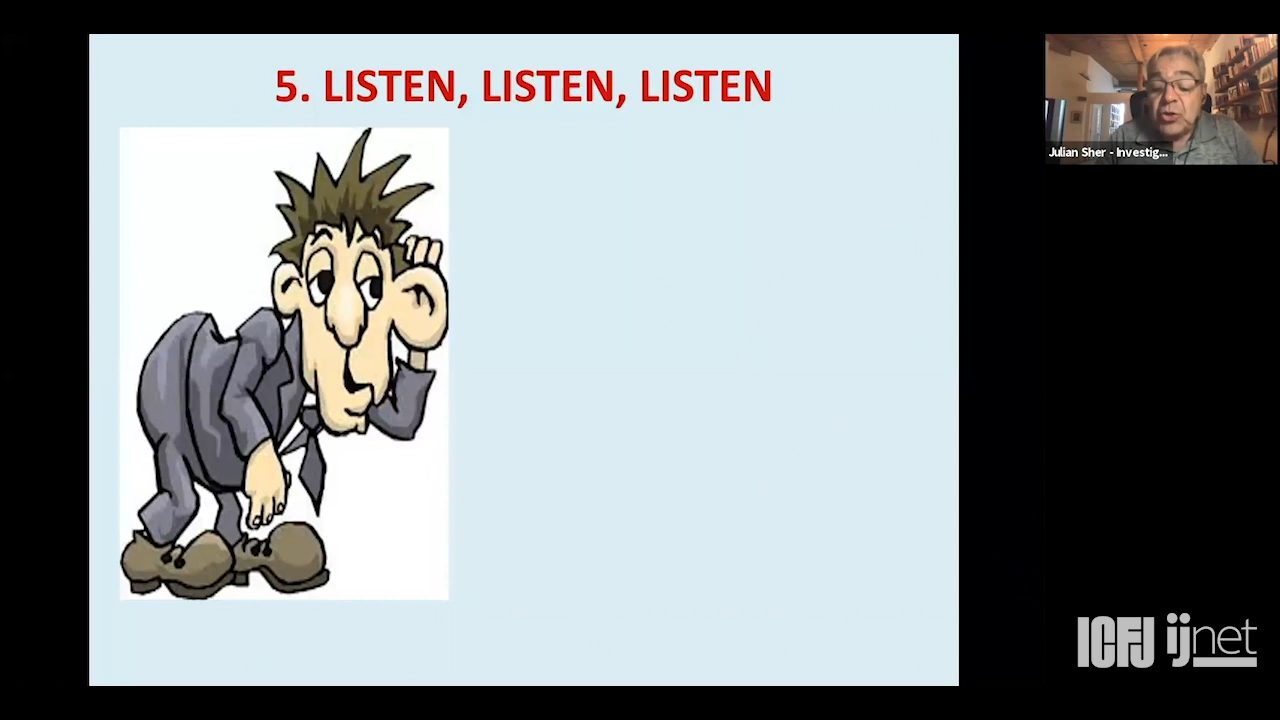 5. LISTEN, LISTEN, LISTEN
Julian Sher - Investig...
ICFJ ijnet